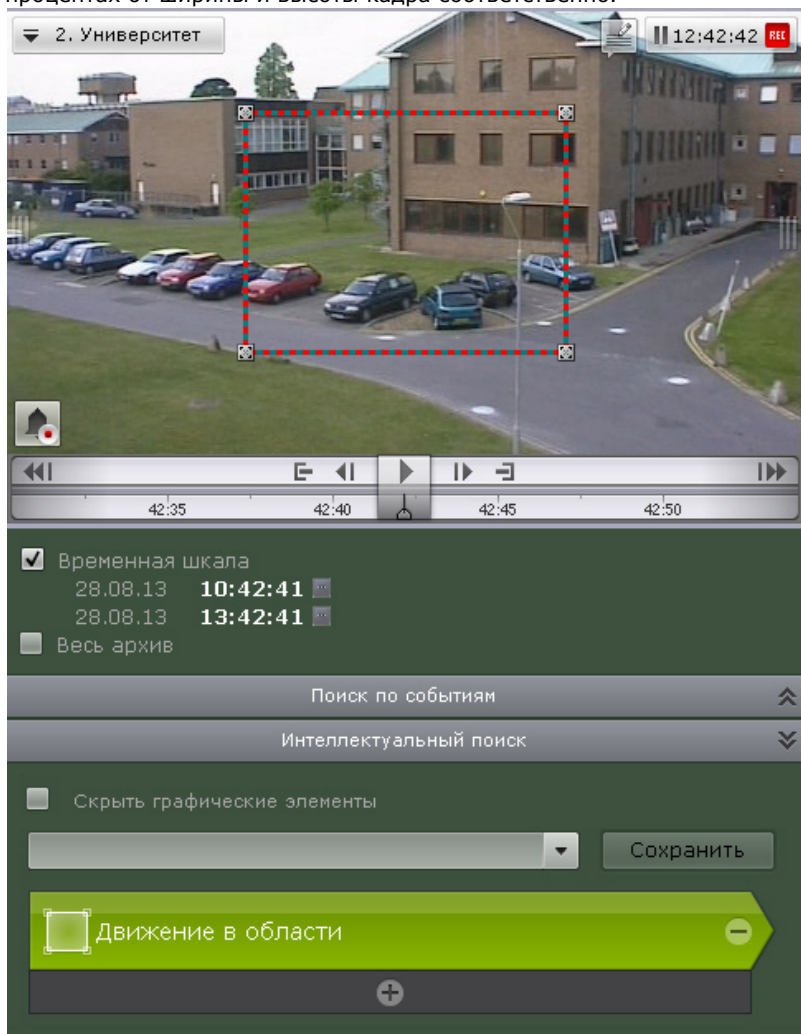 процентах от ширины и высоты кадра соответственно.
2. Университет
12:42:42 REC
42:35 42:40 42:45 42:50
Временная шкала
28.08.13 10:42:41
28.08.13 13:42:41
Весь архив
Поиск по событиям
Интеллектуальный поиск
Скрыть графические элементы
Сохранить
Движение в области